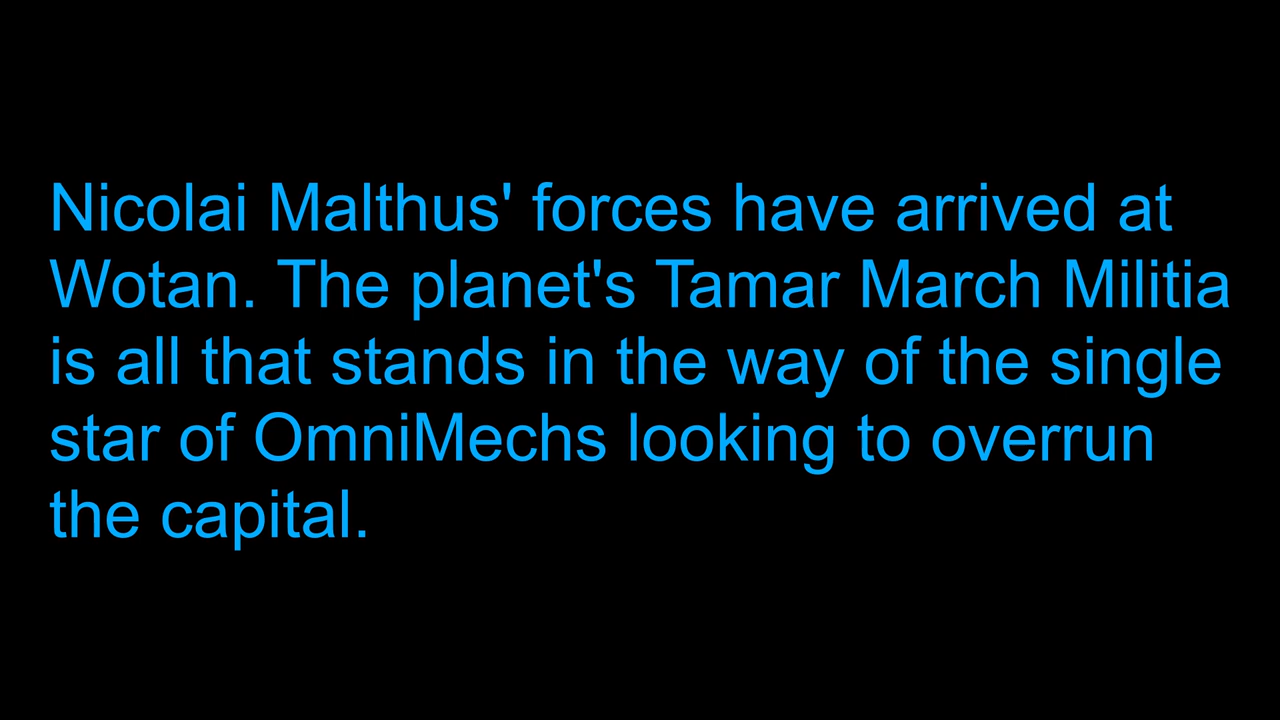 Nicolai Malthus' forces have arrived at
Wotan. The planet's Tamar March Militia
is all that stands in the way of the single
star of OmniMechs looking to overrun
the capital.